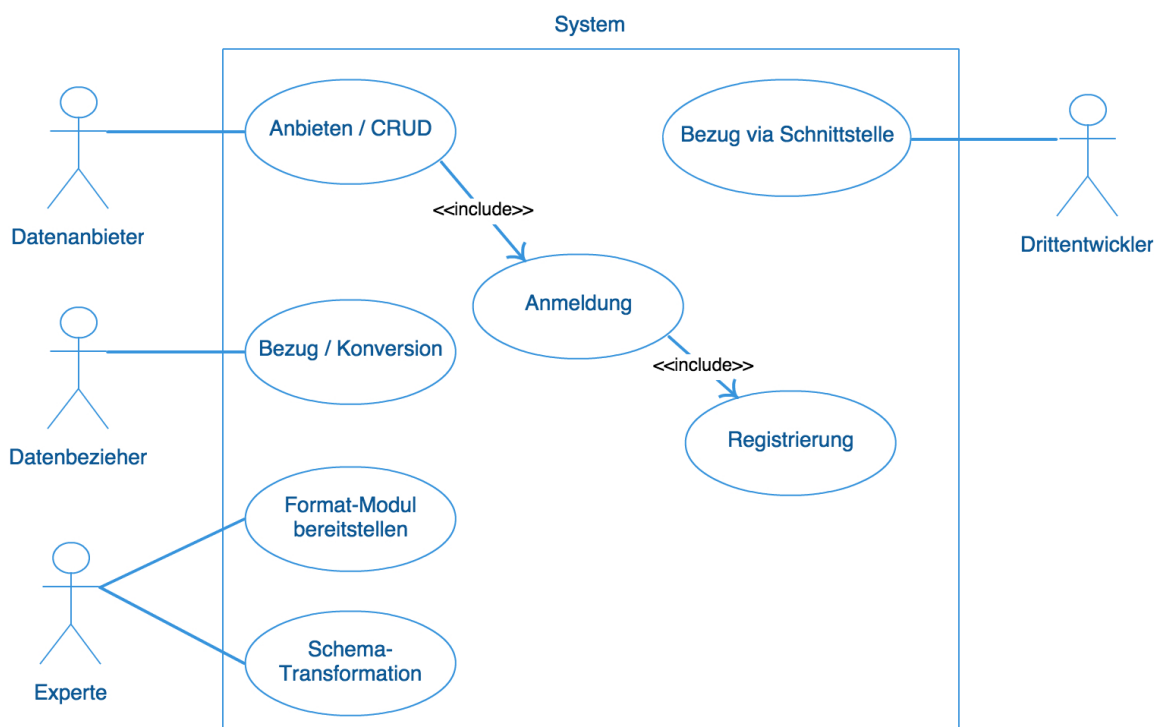 System
Anbieten / CRUD
Bezug via Schnittstelle
<<include>>
Datenanbieter
Drittentwickler
Anmeldung
Bezug / Konversion
<<include>>
Registrierung
Datenbezieher
Format-Modul
bereitstellen
Schema-
Transformation
Experte